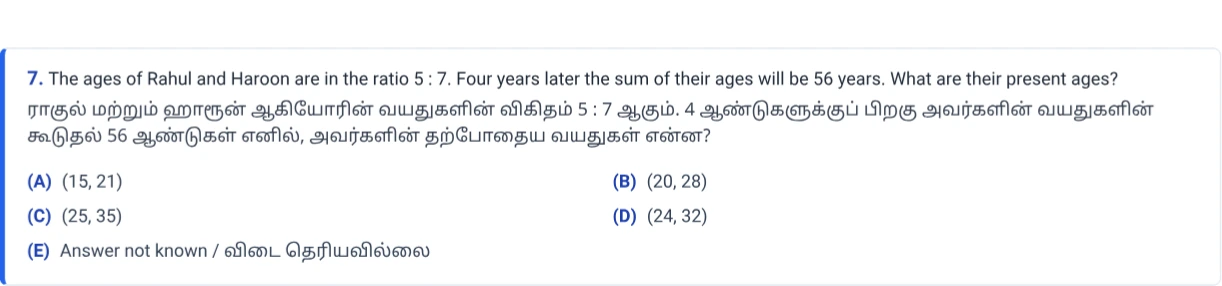 7. The ages of Rahul and Haroon are in the ratio 5 : 7. Four years later the sum of their ages will be 56 years. What are their present ages?
ராகுல் மற்றும் ஹாரூன் ஆகியோரின் வயதுகளின் விகிதம் 5 : 7 ஆகும். 4 ஆண்டுகளுக்குப் பிறகு அவர்களின் வயதுகளின்
கூடுதல் 56 ஆண்டுகள் எனில், அவர்களின் தற்போதைய வயதுகள் என்ன?
(A) (15, 21)
(B) (20, 28)
(C) (25, 35)
(D) (24, 32)
(E) Answer not known / விடை தெரியவில்லை